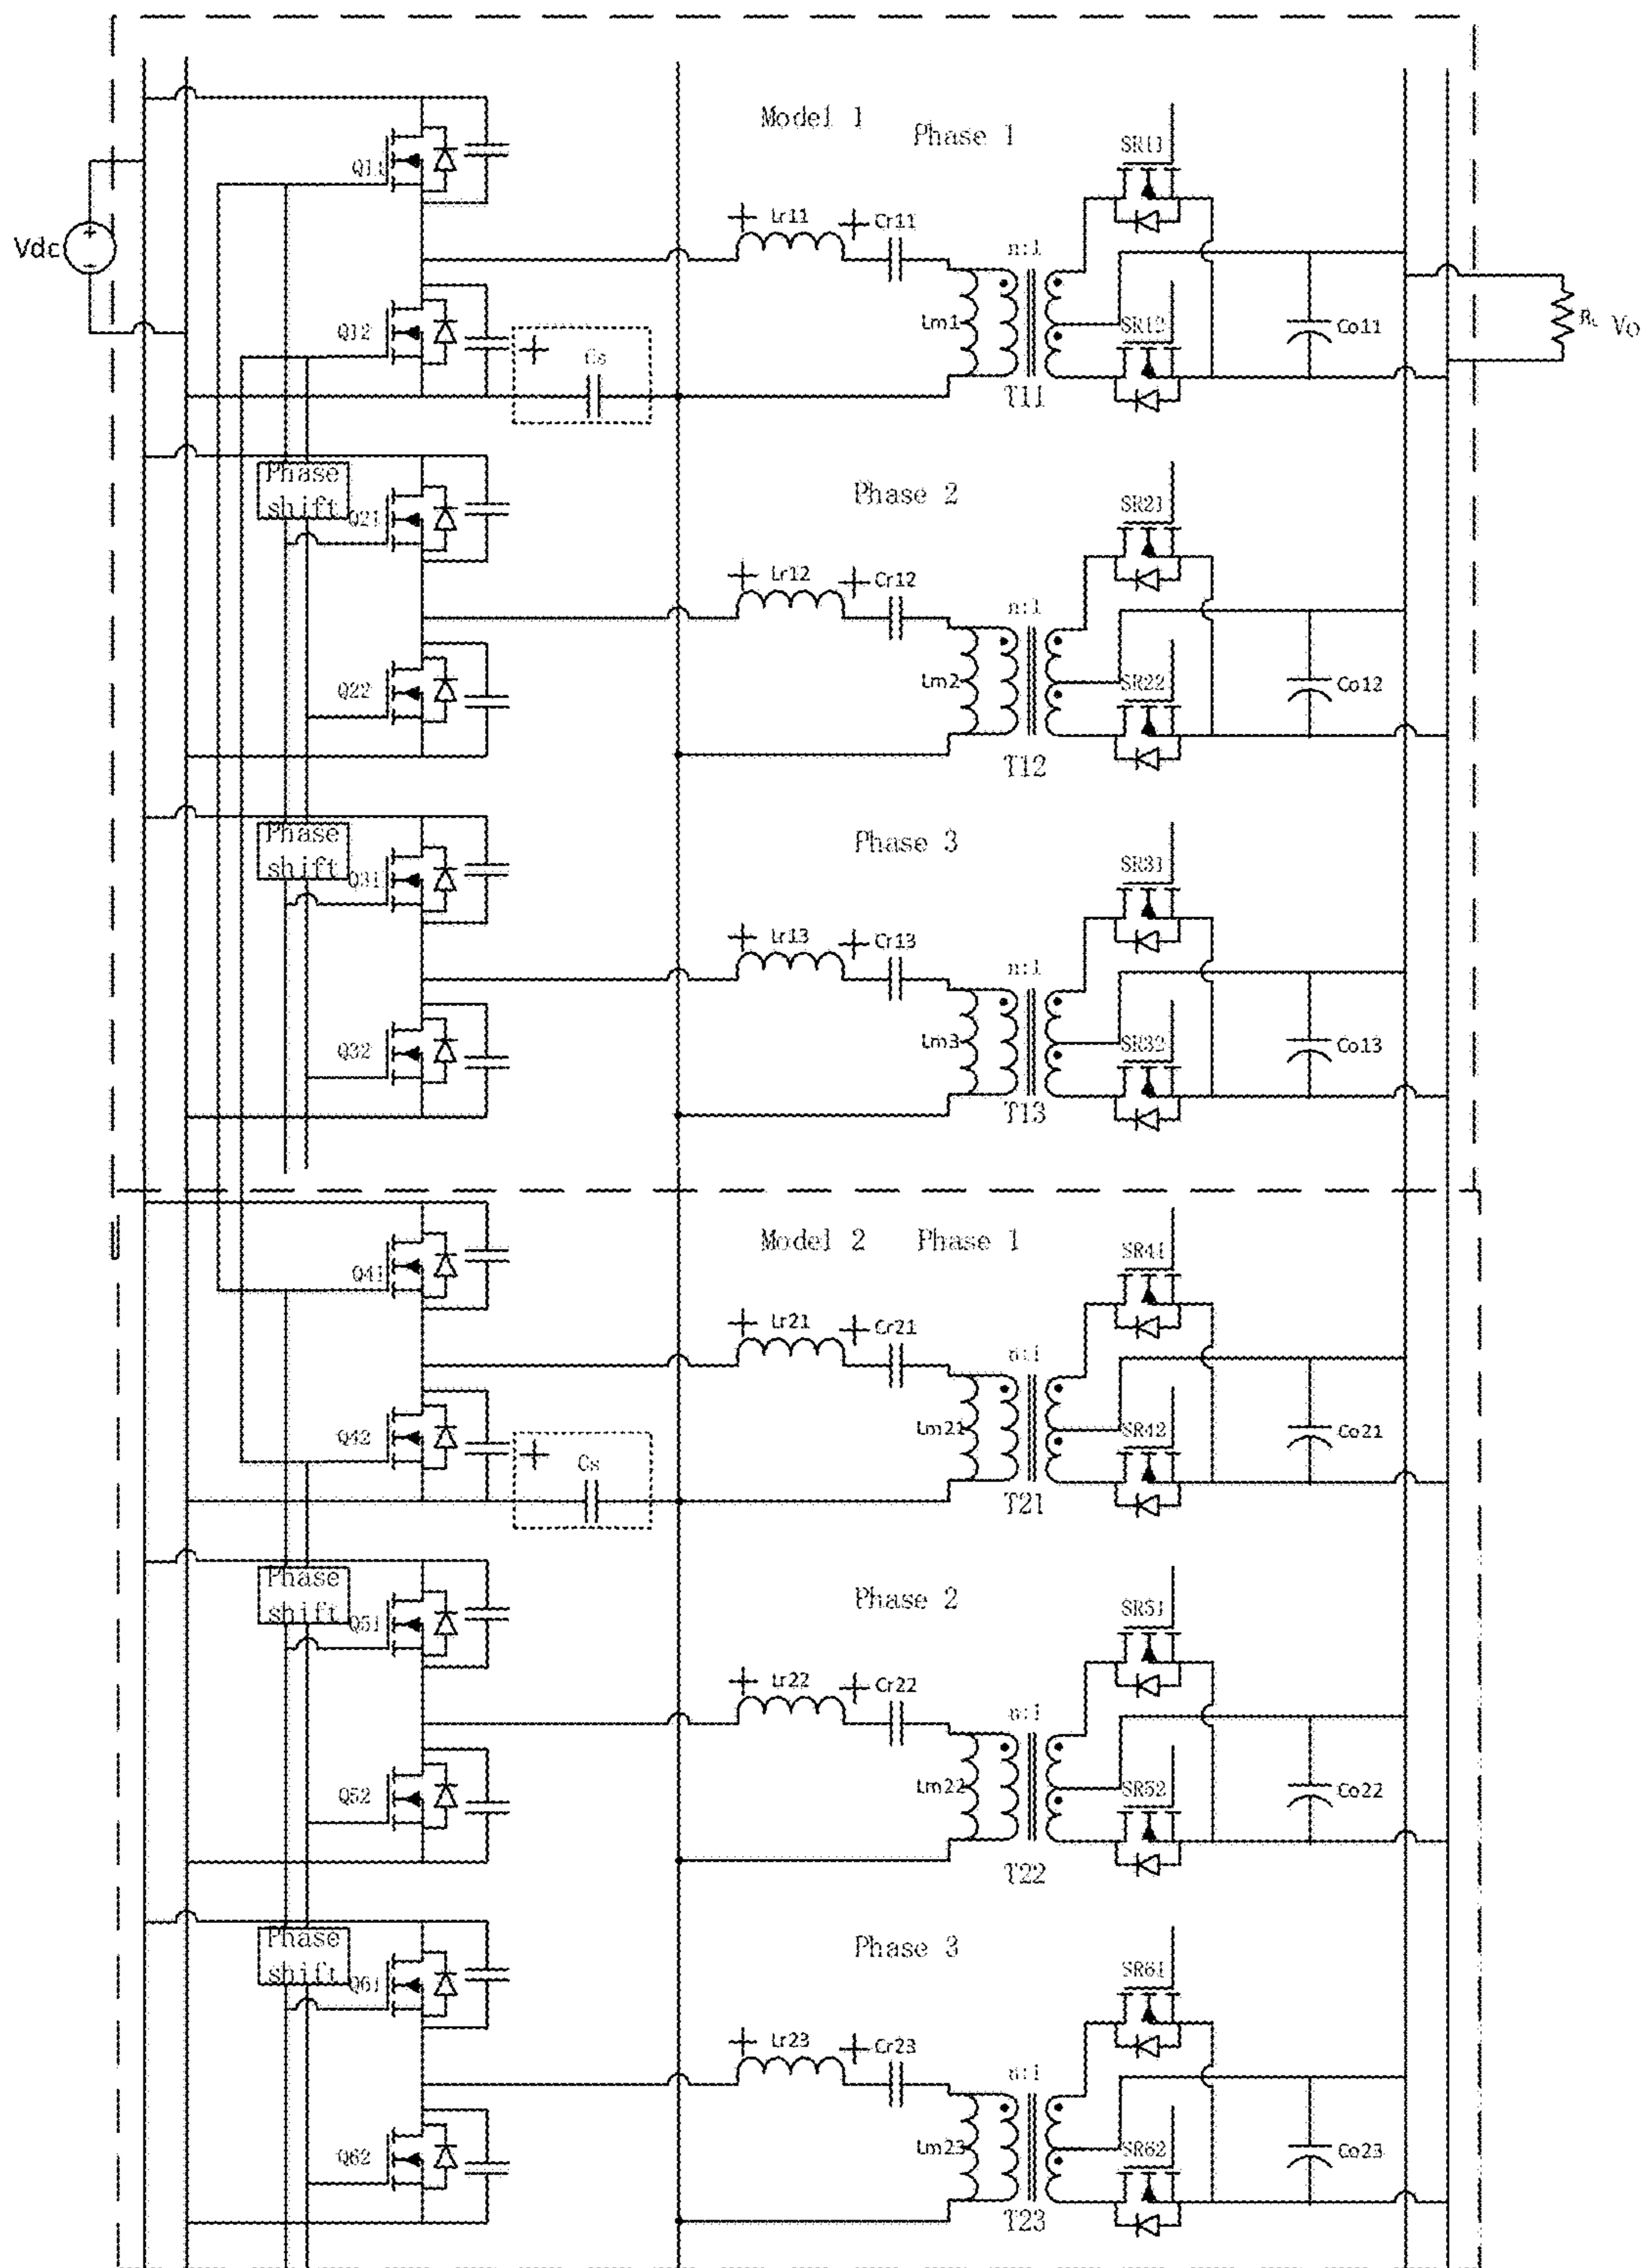 Model 1
Phase 1
SR11
Q11
Lr11
Cr11
Vdc
n:1
Q12
Lm1
SR12
Co11
Vo
Cs
T11
Phase
shift
Q21
Phase 2
SR21
Lr12
Cr12
n:1
Q22
Lm2
SR22
Co12
T12
Phase
shift
Q31
Phase 3
SR31
Lr13
Cr13
n:1
Q32
Lm3
SR32
Co13
T13
Model 2
Phase 1
SR41
Q41
Lr21
Cr21
n:1
Q42
Lm21
SR42
Co21
Cs
T21
Phase
shift
Q51
Phase 2
SR51
Lr22
Cr22
n:1
Q52
Lm22
SR52
Co22
T22
Phase
shift
Q61
Phase 3
SR61
Lr23
Cr23
n:1
Q62
Lm23
SR62
Co23
T23